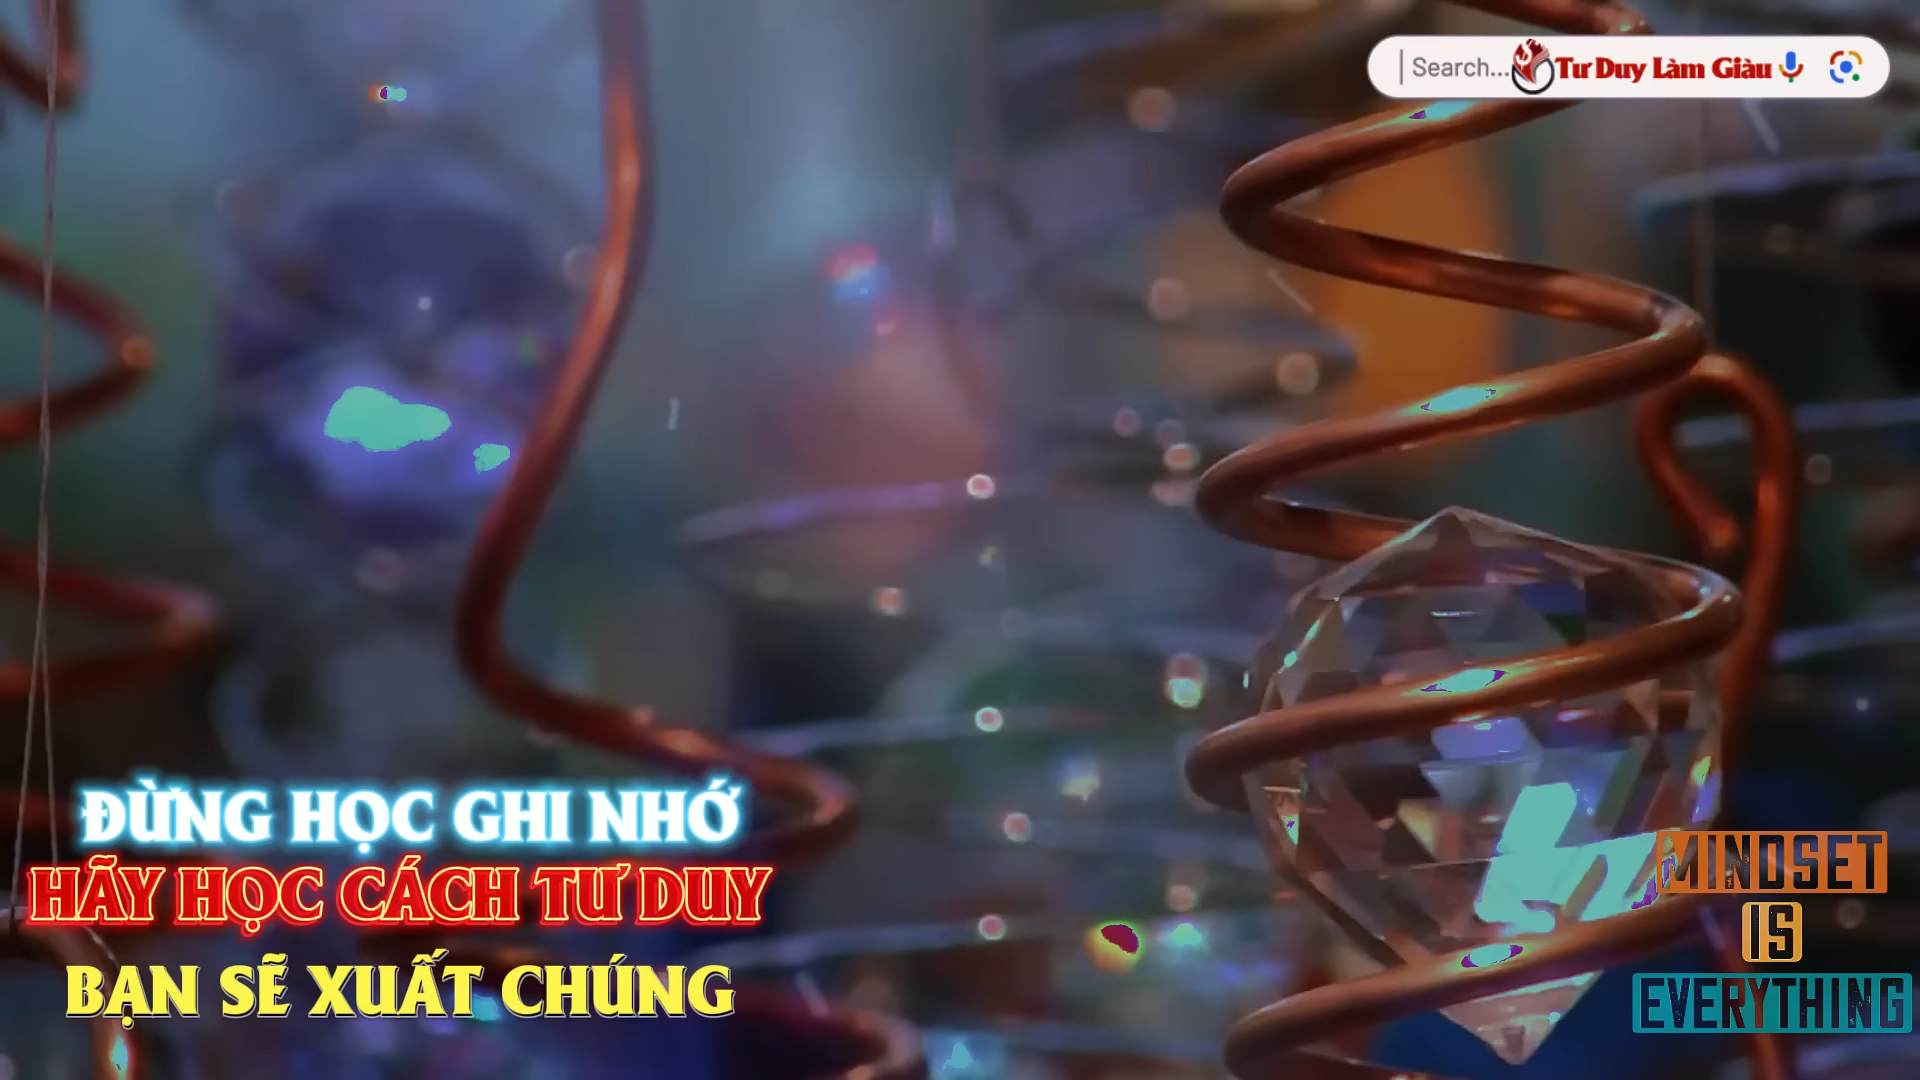 Search... Tư Duy Làm Giàu
ĐỪNG HỌC GHI NHỚ
HÃY HỌC CÁCH TƯ DUY
BẠN SẼ XUẤT CHÚNG
MINDSET
IS
EVERYTHING